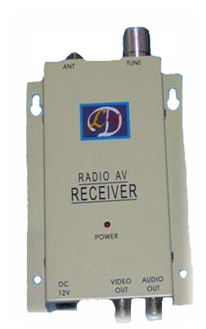 ANT TUNE
RADIO AV
RECEIVER
POWER
DC VIDEO AUDIO
12V OUT OUT